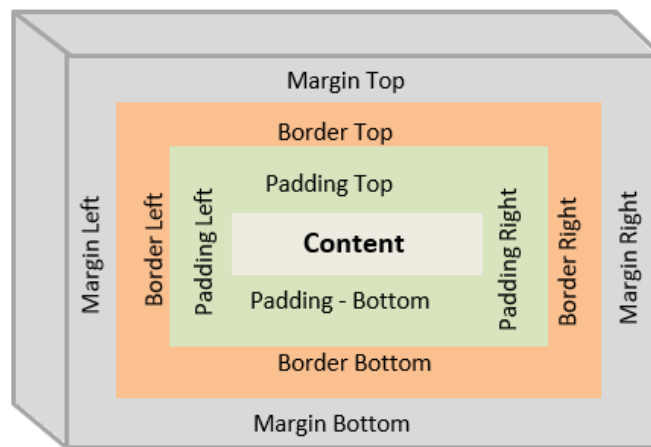 Margin Top
Border Top
Padding Top
Margin Left
Border Left
Padding Left
Content
Padding Right
Border Right
Margin Right
Padding - Bottom
Border Bottom
Margin Bottom